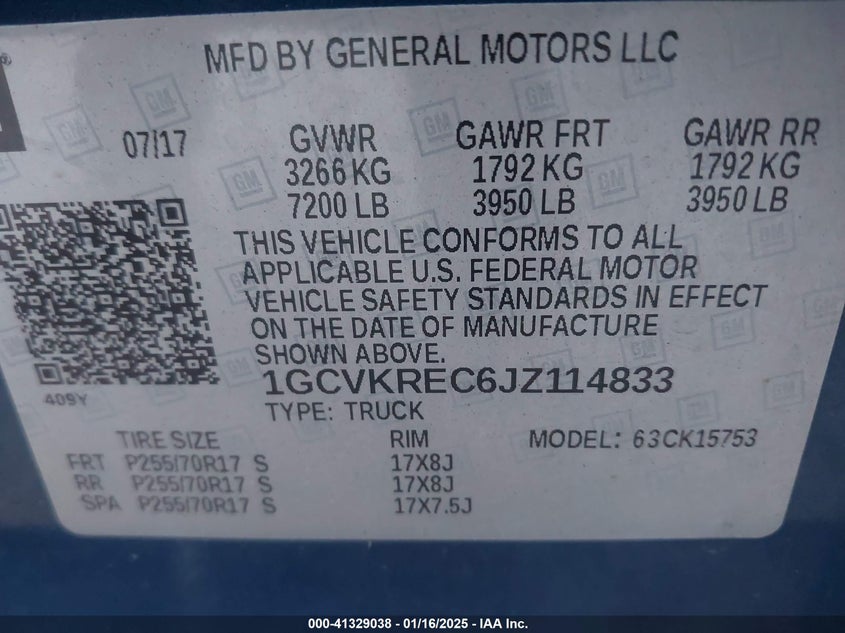 MFD BY GENERAL MOTORS LLC
07/17 GVWR GAWR FRT GAWR RR
3266 KG 1792 KG 1792 KG
7200 LB 3950 LB 3950 LB
THIS VEHICLE CONFORMS TO ALL
APPLICABLE U.S. FEDERAL MOTOR
VEHICLE SAFETY STANDARDS IN EFFECT
ON THE DATE OF MANUFACTURE
SHOWN ABOVE.
1GCVKREC6JZ114833
409Y
TYPE: TRUCK
TIRE SIZE RIM MODEL: 63CK15753
FRT P255/70R17 S 17X8J
RR P255/70R17 S 17X8J
SPA P255/70R17 S 17X7.5J
000-41329038 - 01/16/2025 - IAA Inc.